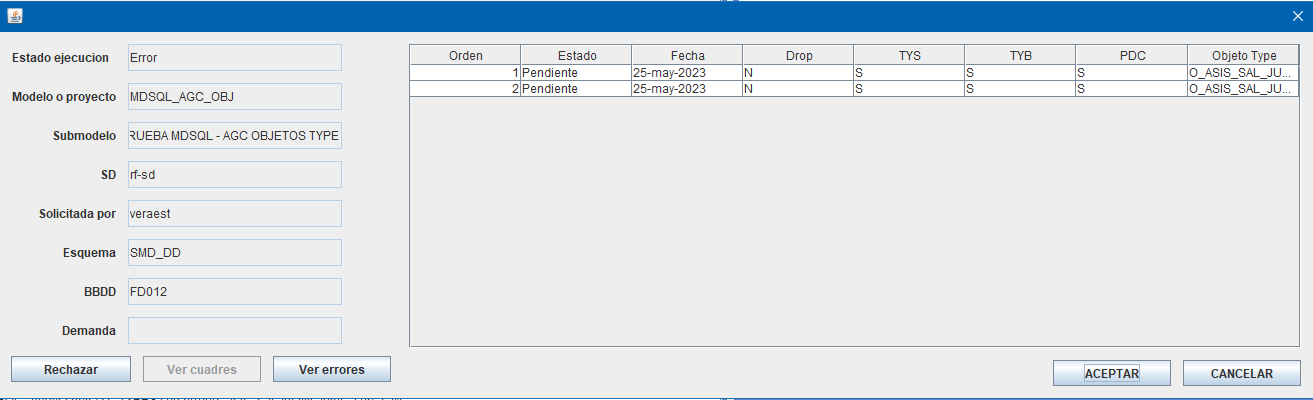 Estado ejecucion Error
Modelo o proyecto MDSQL_AGC_OBJ
Submodelo RUEBA MDSQL - AGC OBJETOS TYPE
SD rf-sd
Solicitada por veraest
Esquema SMD_DD
BBDD FD012
Demanda
Rechazar Ver cuadres Ver errores
Orden Estado Fecha Drop TYS TYB PDC Objeto Type
1 Pendiente 25-may-2023 N S S S O_ASIS_SAL_JU...
2 Pendiente 25-may-2023 N S S S O_ASIS_SAL_JU...
ACEPTAR CANCELAR